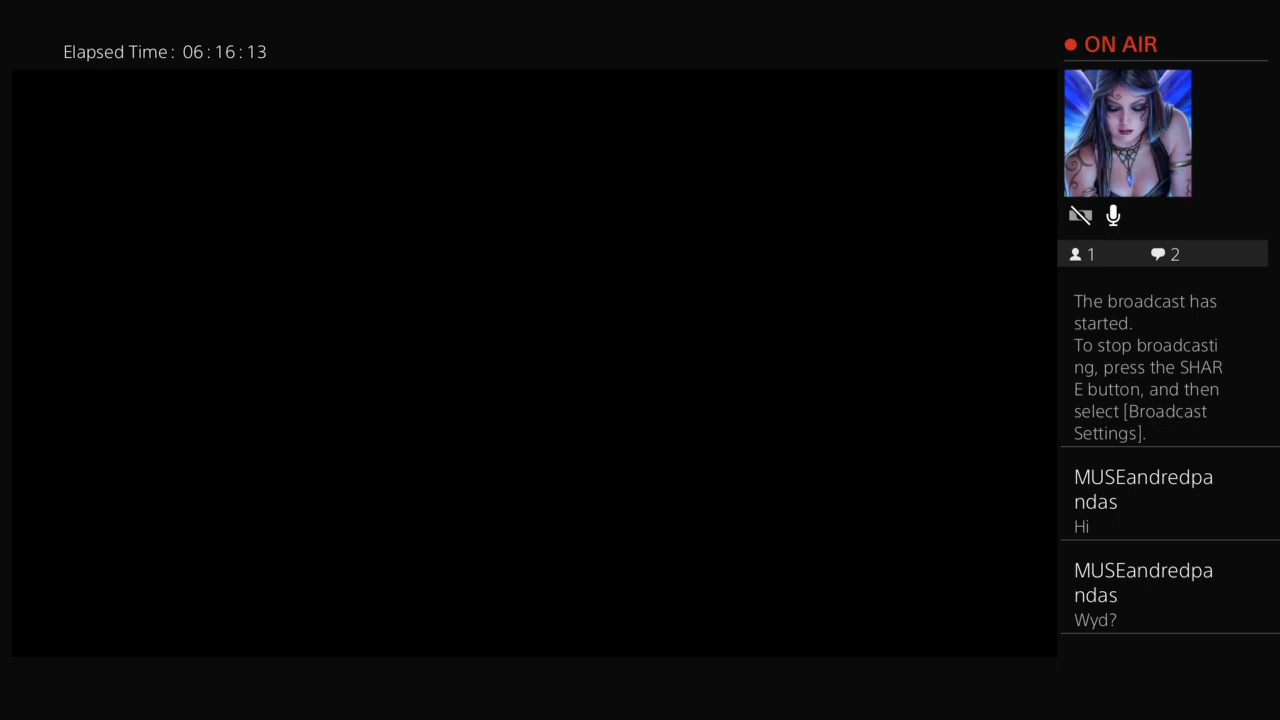 Elapsed Time: 06:16:13
ON AIR
1 2
The broadcast has
started.
To stop broadcasti
ng, press the SHAR
E button, and then
select [Broadcast
Settings].
MUSEandredpa
ndas
Hi
MUSEandredpa
ndas
Wyd?